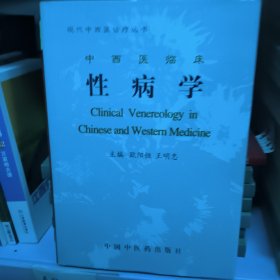 现代中西医诊疗丛书
中西医临床
性病学
Clinical Venereology in
Chinese and Western Medicine
主编 欧阳恒 王明忠
中国中医药出版社